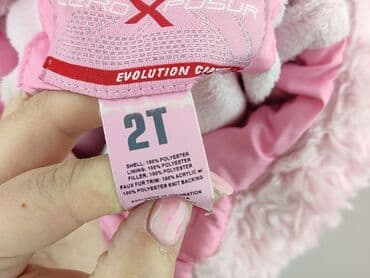 ZEROXPOSUR
EVOLUTION
2T
SHELL: 100% POLYESTER
LINING: 100% POLYESTER
FILLER: 100% POLYESTER
FAUX FUR TRIM: 100% ACRYLIC w/
100% POLYESTER KNIT BACKING